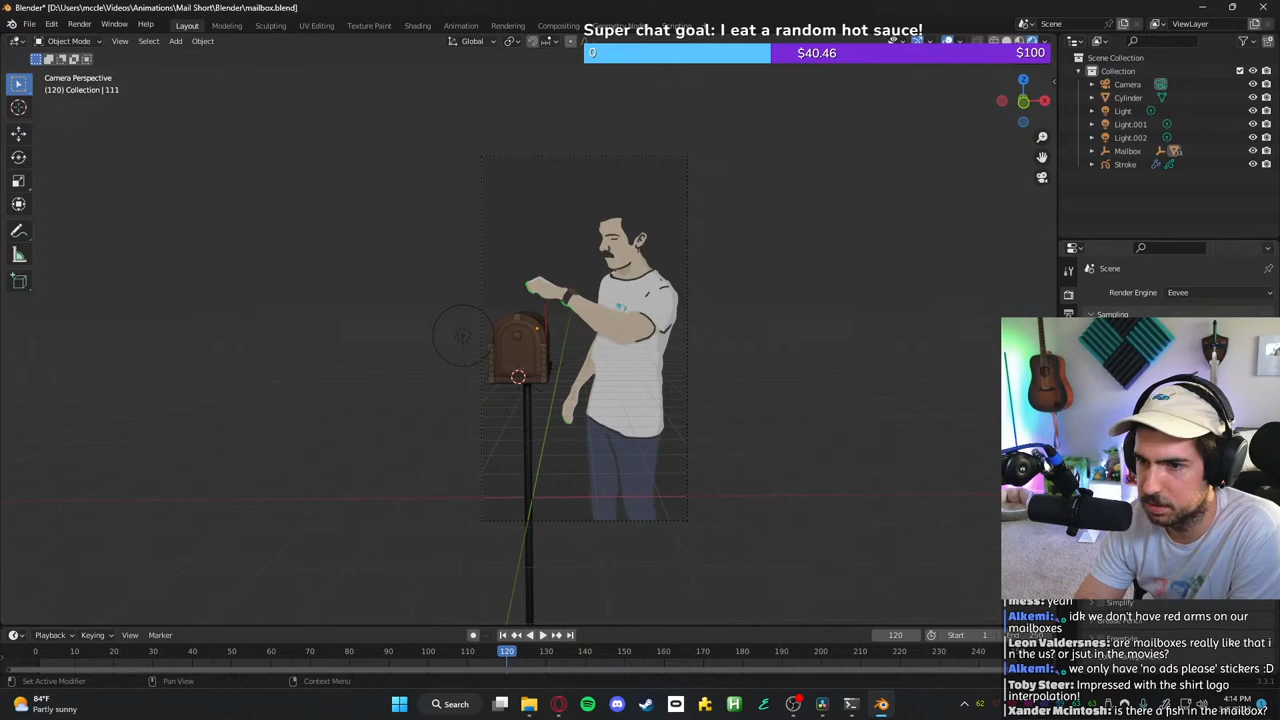 Blender* [D:\Users\mccle\Videos\Animations\Mail Short\Blender\mailbox.blend]
File Edit Render Window Help Layout Modeling Sculpting UV Editing Texture Paint Shading Animation Rendering Compositing Scene ViewLayer
Super chat goal: I eat a random hot sauce!
0 $40.46 $100
Object Mode View Select Add Object Global
Camera Perspective
(120) Collection | 111
Scene Collection
Collection
Camera
Cylinder
Light
Light.001
Light.002
Mailbox
Stroke
X
Z
Scene
Render Engine Eevee
Sampling
Simplify
Freestyle
mess: yeah
Alkemi: idk we don't have red arms on our
mailboxes
Leon Valdersnes: are mailboxes really like that i
n the us? or jsut in the movies?
Alkemi: we only have 'no ads please' stickers :D
Toby Steer: Impressed with the shirt logo
interpolation!
Xander McIntosh: is there a fish in the mailbox?
Playback Keying View Marker 120 Start 1 End 250
0 10 20 30 40 50 60 70 80 90 100 110 120 130 140 150 160 170 180 190 200 210 220 230 240
Set Active Modifier Pan View Context Menu
3.3.1
84°F
Partly sunny
Search
62
4:14 PM